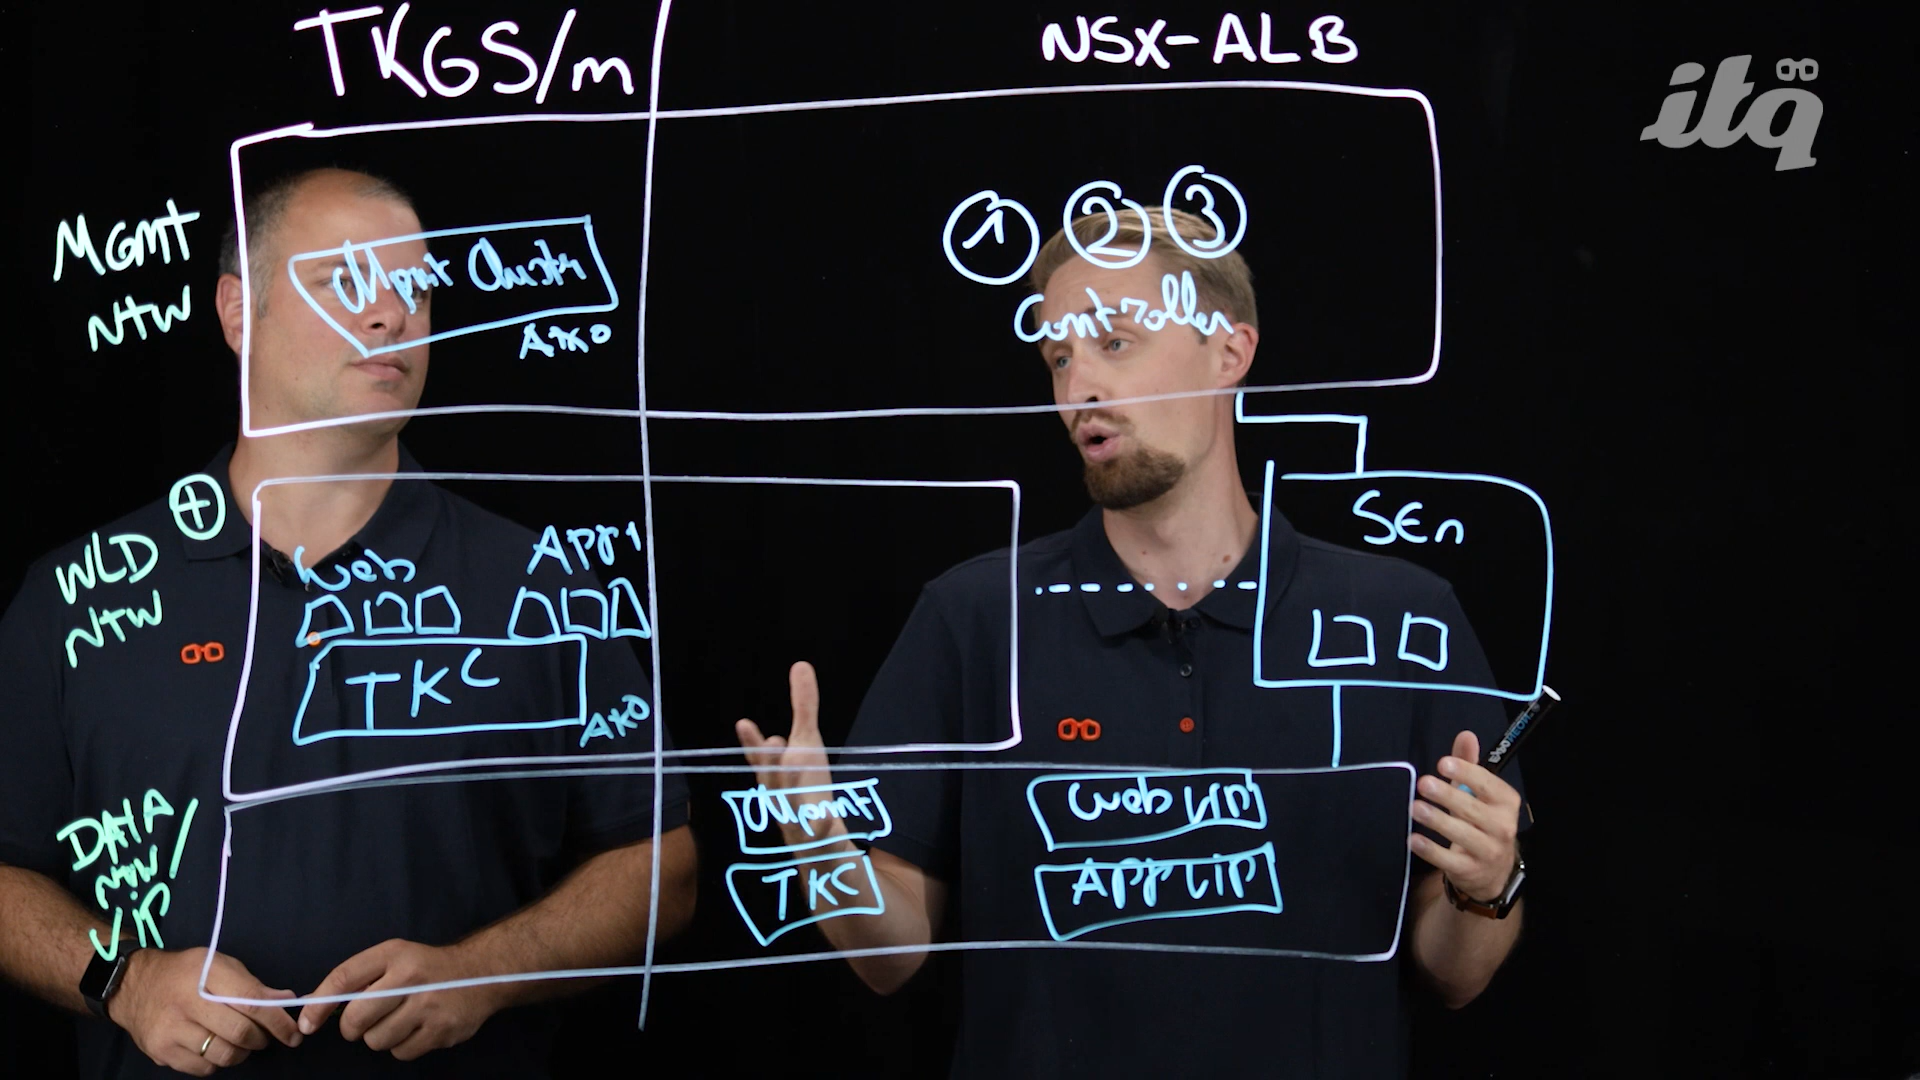 TKGS/m
NSX-ALB
itq
MGMT
NTW
Mgmt Cluster
AKO
1 2 3
Controller
+
WLD
NTW
Web
App1
TKC
AKO
SEn
DATA
NTW/
VIP
Mgmt
TKC
Web VIP
App VIP